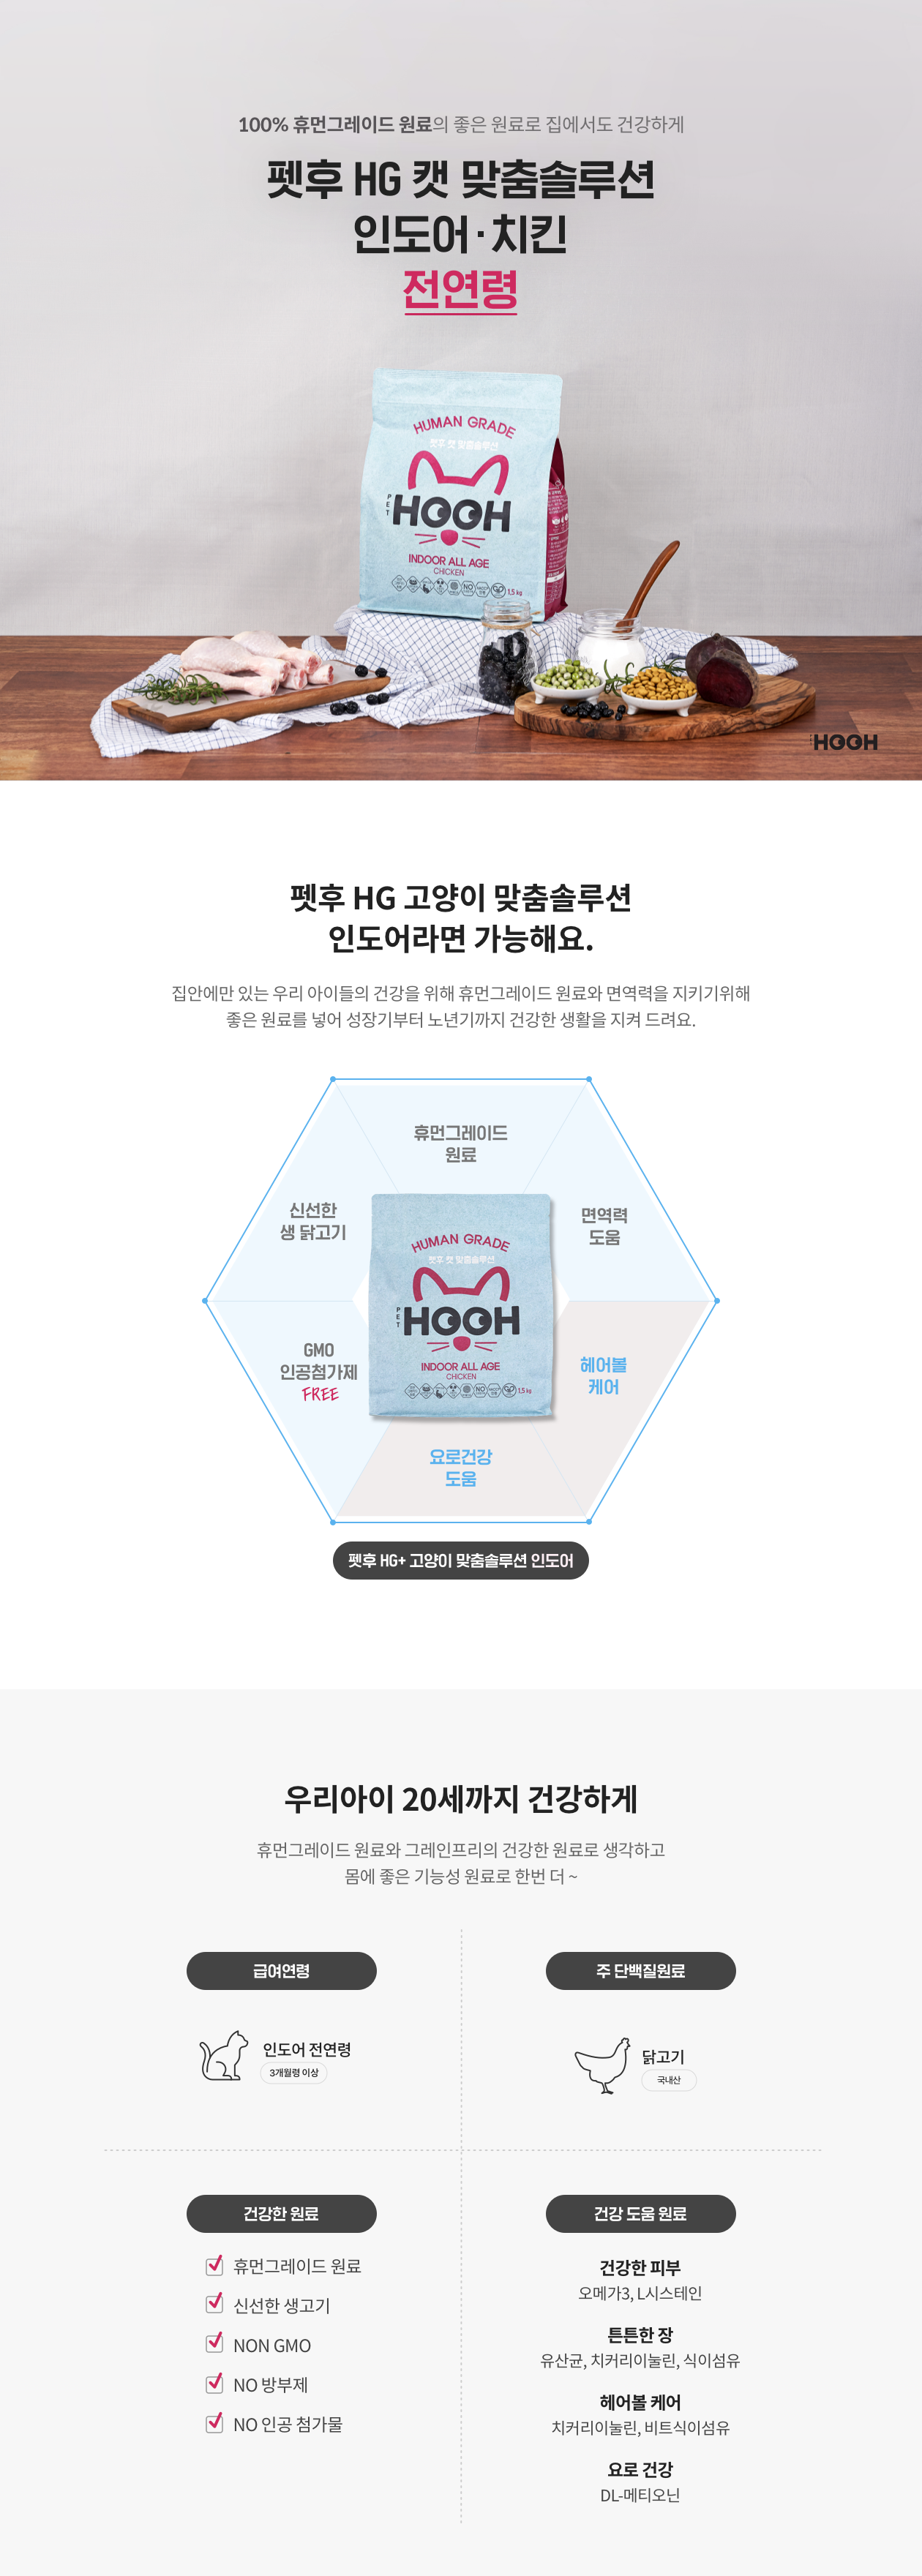 100% 휴먼그레이드 원료의 좋은 원료로 집에서도 건강하게
펫후 HG 캣 맞춤솔루션
인도어·치킨
전연령
HUMAN GRADE
펫후 캣 맞춤솔루션
PET
HOOH
INDOOR ALL AGE
CHICKEN
1.5 kg
HOOH
펫후 HG 고양이 맞춤솔루션
인도어라면 가능해요.
집안에만 있는 우리 아이들의 건강을 위해 휴먼그레이드 원료와 면역력을 지키기위해
좋은 원료를 넣어 성장기부터 노년기까지 건강한 생활을 지켜 드려요.
휴먼그레이드
원료
신선한
생 닭고기
면역력
도움
HUMAN GRADE
펫후 캣 맞춤솔루션
PET
HOOH
INDOOR ALL AGE
CHICKEN
NO
1.5 kg
GMO
인공첨가제
FREE
헤어볼
케어
요로건강
도움
펫후 HG+ 고양이 맞춤솔루션 인도어
우리아이 20세까지 건강하게
휴먼그레이드 원료와 그레인프리의 건강한 원료로 생각하고
몸에 좋은 기능성 원료로 한번 더 ~
급여연령
인도어 전연령
3개월령 이상
주 단백질원료
닭고기
국내산
건강한 원료
휴먼그레이드 원료
신선한 생고기
NON GMO
NO 방부제
NO 인공 첨가물
건강 도움 원료
건강한 피부
오메가3, L시스테인
튼튼한 장
유산균, 치커리이눌린, 식이섬유
헤어볼 케어
치커리이눌린, 비트식이섬유
요로 건강
DL-메티오닌